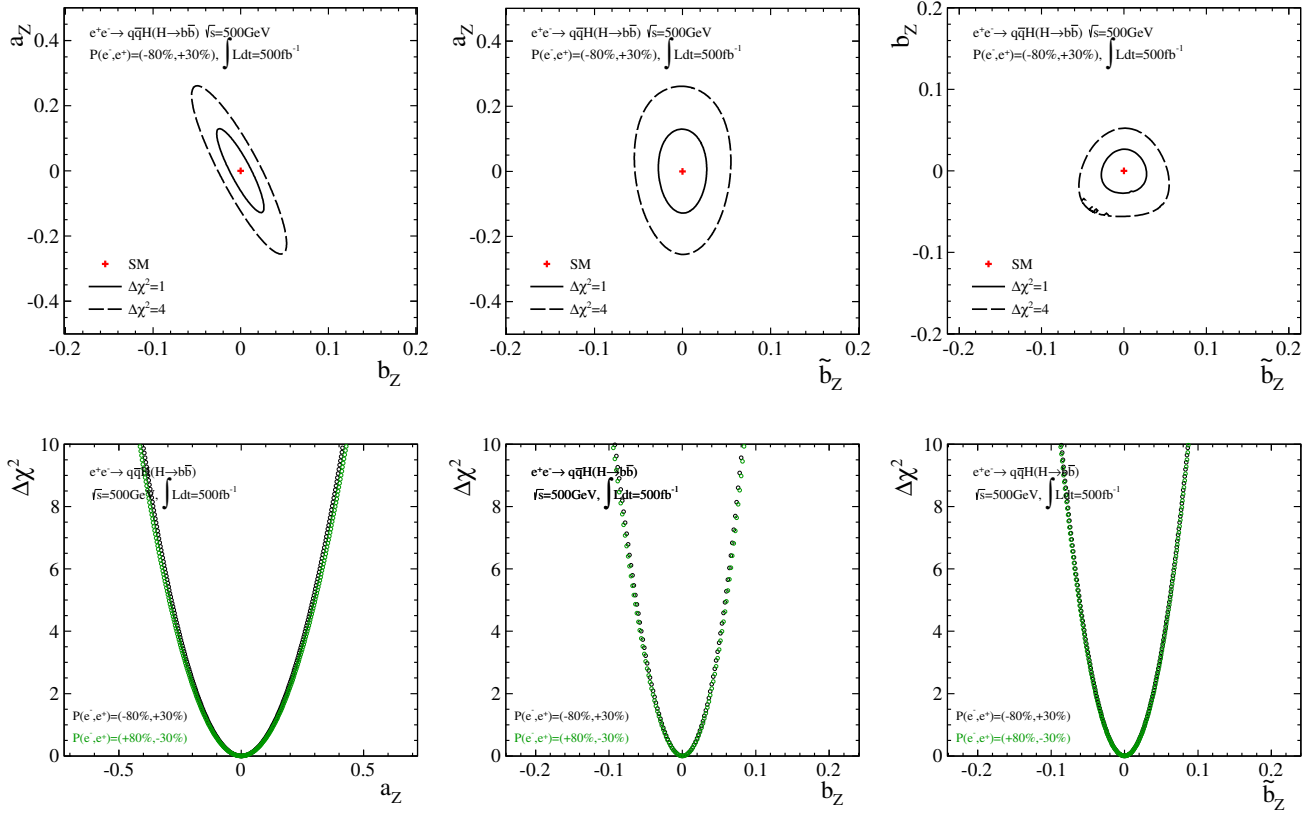 a_Z
0.4
0.2
0
-0.2
-0.4
e⁺e⁻→ qq̅H(H→bb̅) √s=500GeV
P(e⁻,e⁺)=(-80%,+30%), ∫Ldt=500fb⁻¹
SM
Δχ²=1
Δχ²=4
-0.2 -0.1 0 0.1 0.2
b_Z
a_Z
0.4
0.2
0
-0.2
-0.4
e⁺e⁻→ qq̅H(H→bb̅) √s=500GeV
P(e⁻,e⁺)=(-80%,+30%), ∫Ldt=500fb⁻¹
SM
Δχ²=1
Δχ²=4
-0.2 -0.1 0 0.1 0.2
b̃_Z
b_Z
0.2
0.1
0
-0.1
-0.2
e⁺e⁻→ qq̅H(H→bb̅) √s=500GeV
P(e⁻,e⁺)=(-80%,+30%), ∫Ldt=500fb⁻¹
SM
Δχ²=1
Δχ²=4
-0.2 -0.1 0 0.1 0.2
b̃_Z
Δχ²
10
8
6
4
2
0
e⁺e⁻→ qq̅H(H→bb̅)
√s=500GeV, ∫Ldt=500fb⁻¹
P(e⁻,e⁺)=(-80%,+30%)
P(e⁻,e⁺)=(+80%,-30%)
-0.5 0 0.5
a_Z
Δχ²
10
8
6
4
2
0
e⁺e⁻→ qq̅H(H→bb̅)
√s=500GeV, ∫Ldt=500fb⁻¹
P(e⁻,e⁺)=(-80%,+30%)
P(e⁻,e⁺)=(+80%,-30%)
-0.2 -0.1 0 0.1 0.2
b_Z
Δχ²
10
8
6
4
2
0
e⁺e⁻→ qq̅H(H→bb̅)
√s=500GeV, ∫Ldt=500fb⁻¹
P(e⁻,e⁺)=(-80%,+30%)
P(e⁻,e⁺)=(+80%,-30%)
-0.2 -0.1 0 0.1 0.2
b̃_Z